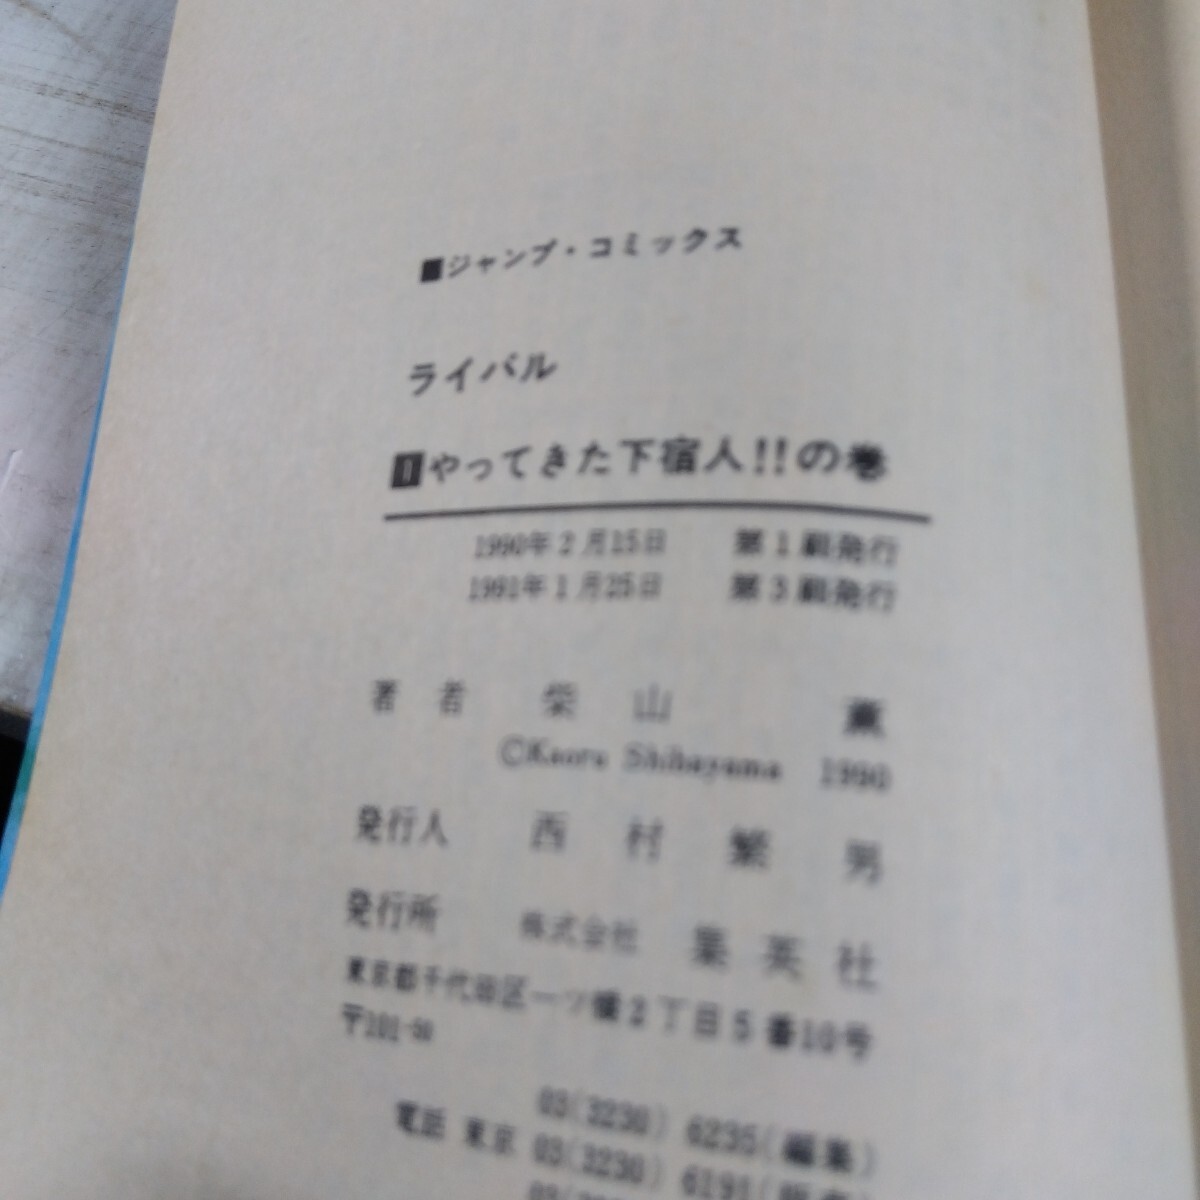 ■ジャンプ・コミックス
ライバル
1やってきた下宿人!!の巻
1990年2月15日 第1刷発行
1991年1月25日 第3刷発行
著者 柴山薫
©Kaoru Shibayama 1990
発行人 西村繁男
発行所 株式会社 集英社
東京都千代田区一ツ橋2丁目5番10号
〒101-50
03(3230)6235(編集)
電話 東京 03(3230)6191(販売)